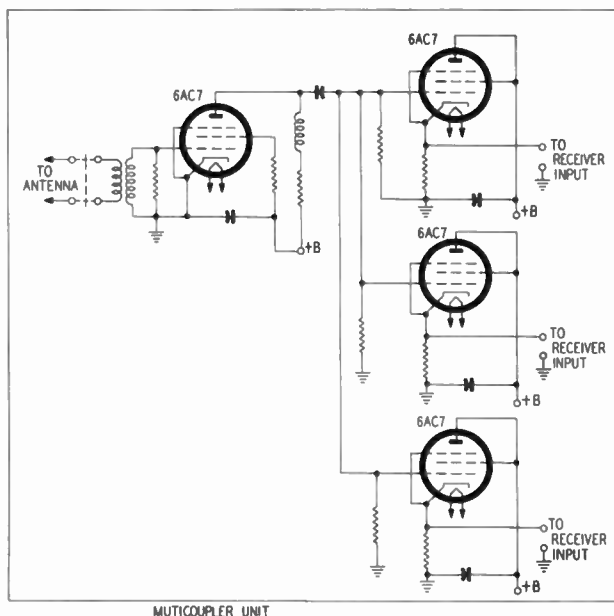 6AC7
6AC7
TO
ANTENNA
+B
TO
RECEIVER
INPUT
+B
6AC7
TO
RECEIVER
INPUT
+B
6AC7
TO
RECEIVER
INPUT
+B
MUTICOUPLER UNIT